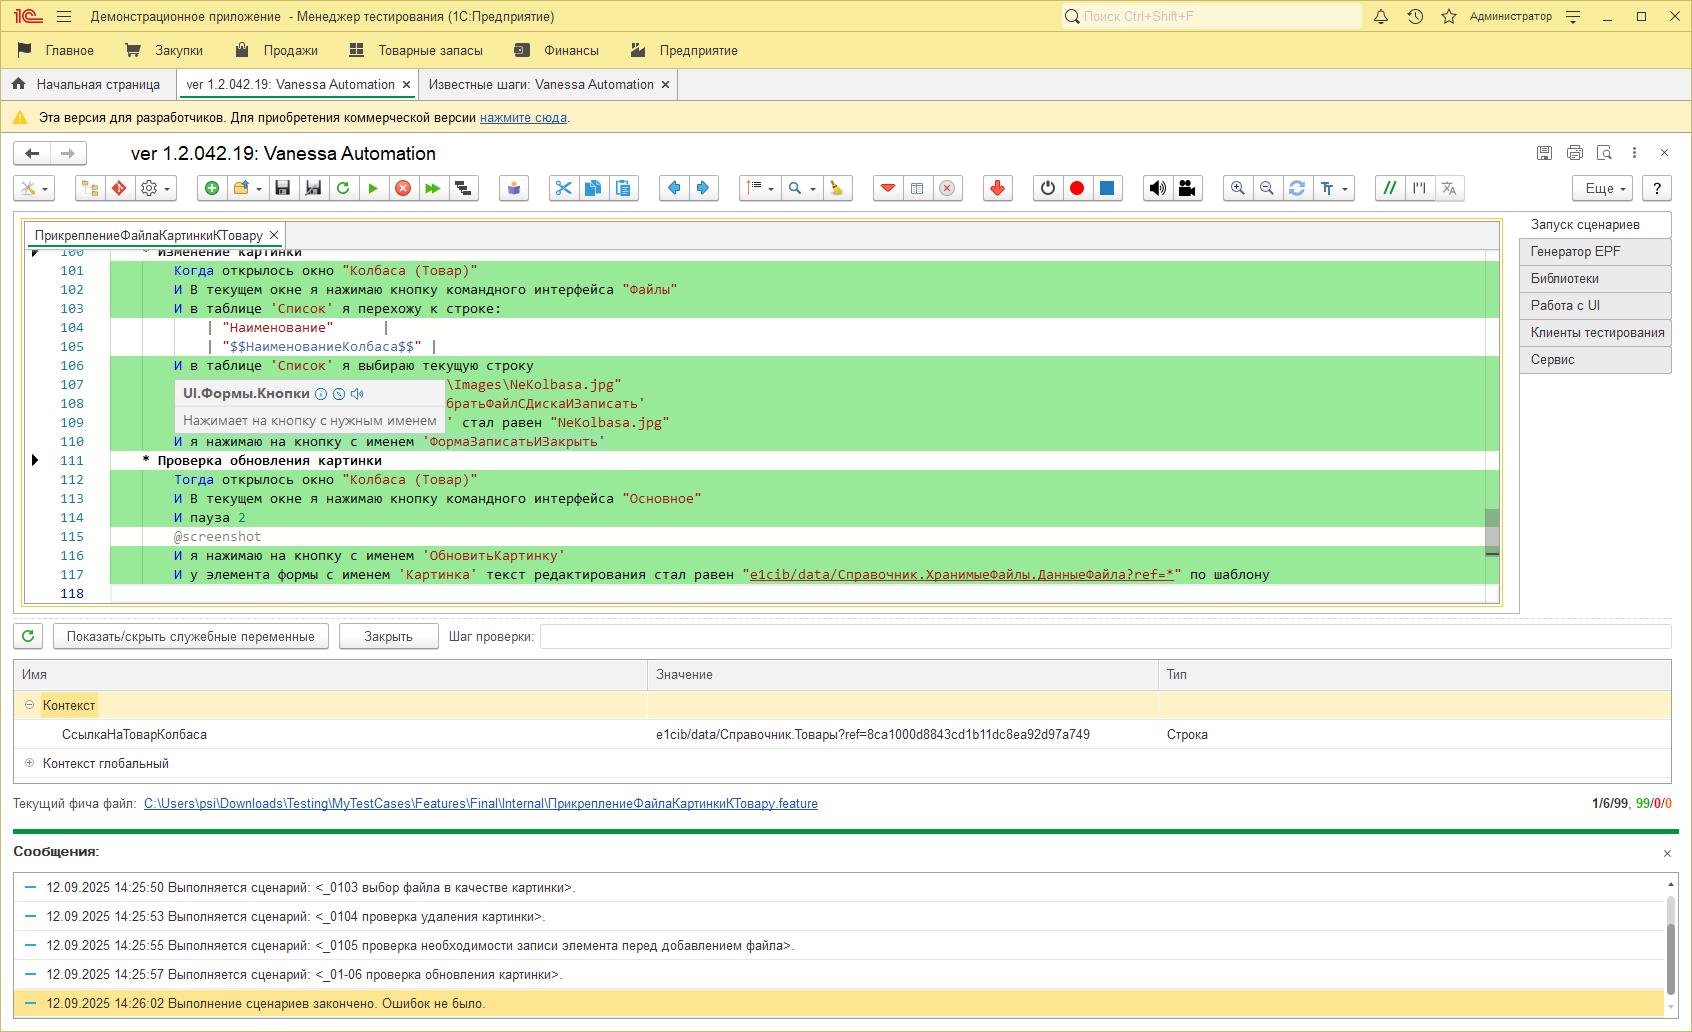 1С Демонстрационное приложение - Менеджер тестирования (1С:Предприятие) Поиск Ctrl+Shift+F Администратор
Главное Закупки Продажи Товарные запасы Финансы Предприятие
Начальная страница ver 1.2.042.19: Vanessa Automation Известные шаги: Vanessa Automation
Эта версия для разработчиков. Для приобретения коммерческой версии нажмите сюда.
ver 1.2.042.19: Vanessa Automation
Еще ?
ПрикреплениеФайлаКартинкиКТовару
Запуск сценариев
Генератор EPF
Библиотеки
Работа с UI
Клиенты тестирования
Сервис
100 * Изменение картинки
101 Когда открылось окно "Колбаса (Товар)"
102 И В текущем окне я нажимаю кнопку командного интерфейса "Файлы"
103 И в таблице 'Список' я перехожу к строке:
104 | "Наименование" |
105 | "$$НаименованиеКолбаса$$" |
106 И в таблице 'Список' я выбираю текущую строку
107 \Images\NeKolbasa.jpg"
UI.Формы.Кнопки
108 братьФайлСДискаИЗаписать'
Нажимает на кнопку с нужным именем
109 ' стал равен "NeKolbasa.jpg"
110 И я нажимаю на кнопку с именем 'ФормаЗаписатьИЗакрыть'
111 * Проверка обновления картинки
112 Тогда открылось окно "Колбаса (Товар)"
113 И В текущем окне я нажимаю кнопку командного интерфейса "Основное"
114 И пауза 2
115 @screenshot
116 И я нажимаю на кнопку с именем 'ОбновитьКартинку'
117 И у элемента формы с именем 'Картинка' текст редактирования стал равен "e1cib/data/Справочник.ХранимыеФайлы.ДанныеФайла?ref=*" по шаблону
118
Показать/скрыть служебные переменные Закрыть Шаг проверки:
Имя Значение Тип
Контекст
СсылкаНаТоварКолбаса e1cib/data/Справочник.Товары?ref=8ca1000d8843cd1b11dc8ea92d97a749 Строка
Контекст глобальный
Текущий фича файл: C:\Users\psi\Downloads\Testing\MyTestCases\Features\Final\Internal\ПрикреплениеФайлаКартинкиКТовару.feature 1/6/99, 99/0/0
Сообщения:
12.09.2025 14:25:50 Выполняется сценарий: <_0103 выбор файла в качестве картинки>.
12.09.2025 14:25:53 Выполняется сценарий: <_0104 проверка удаления картинки>.
12.09.2025 14:25:55 Выполняется сценарий: <_0105 проверка необходимости записи элемента перед добавлением файла>.
12.09.2025 14:25:57 Выполняется сценарий: <_01-06 проверка обновления картинки>.
12.09.2025 14:26:02 Выполнение сценариев закончено. Ошибок не было.